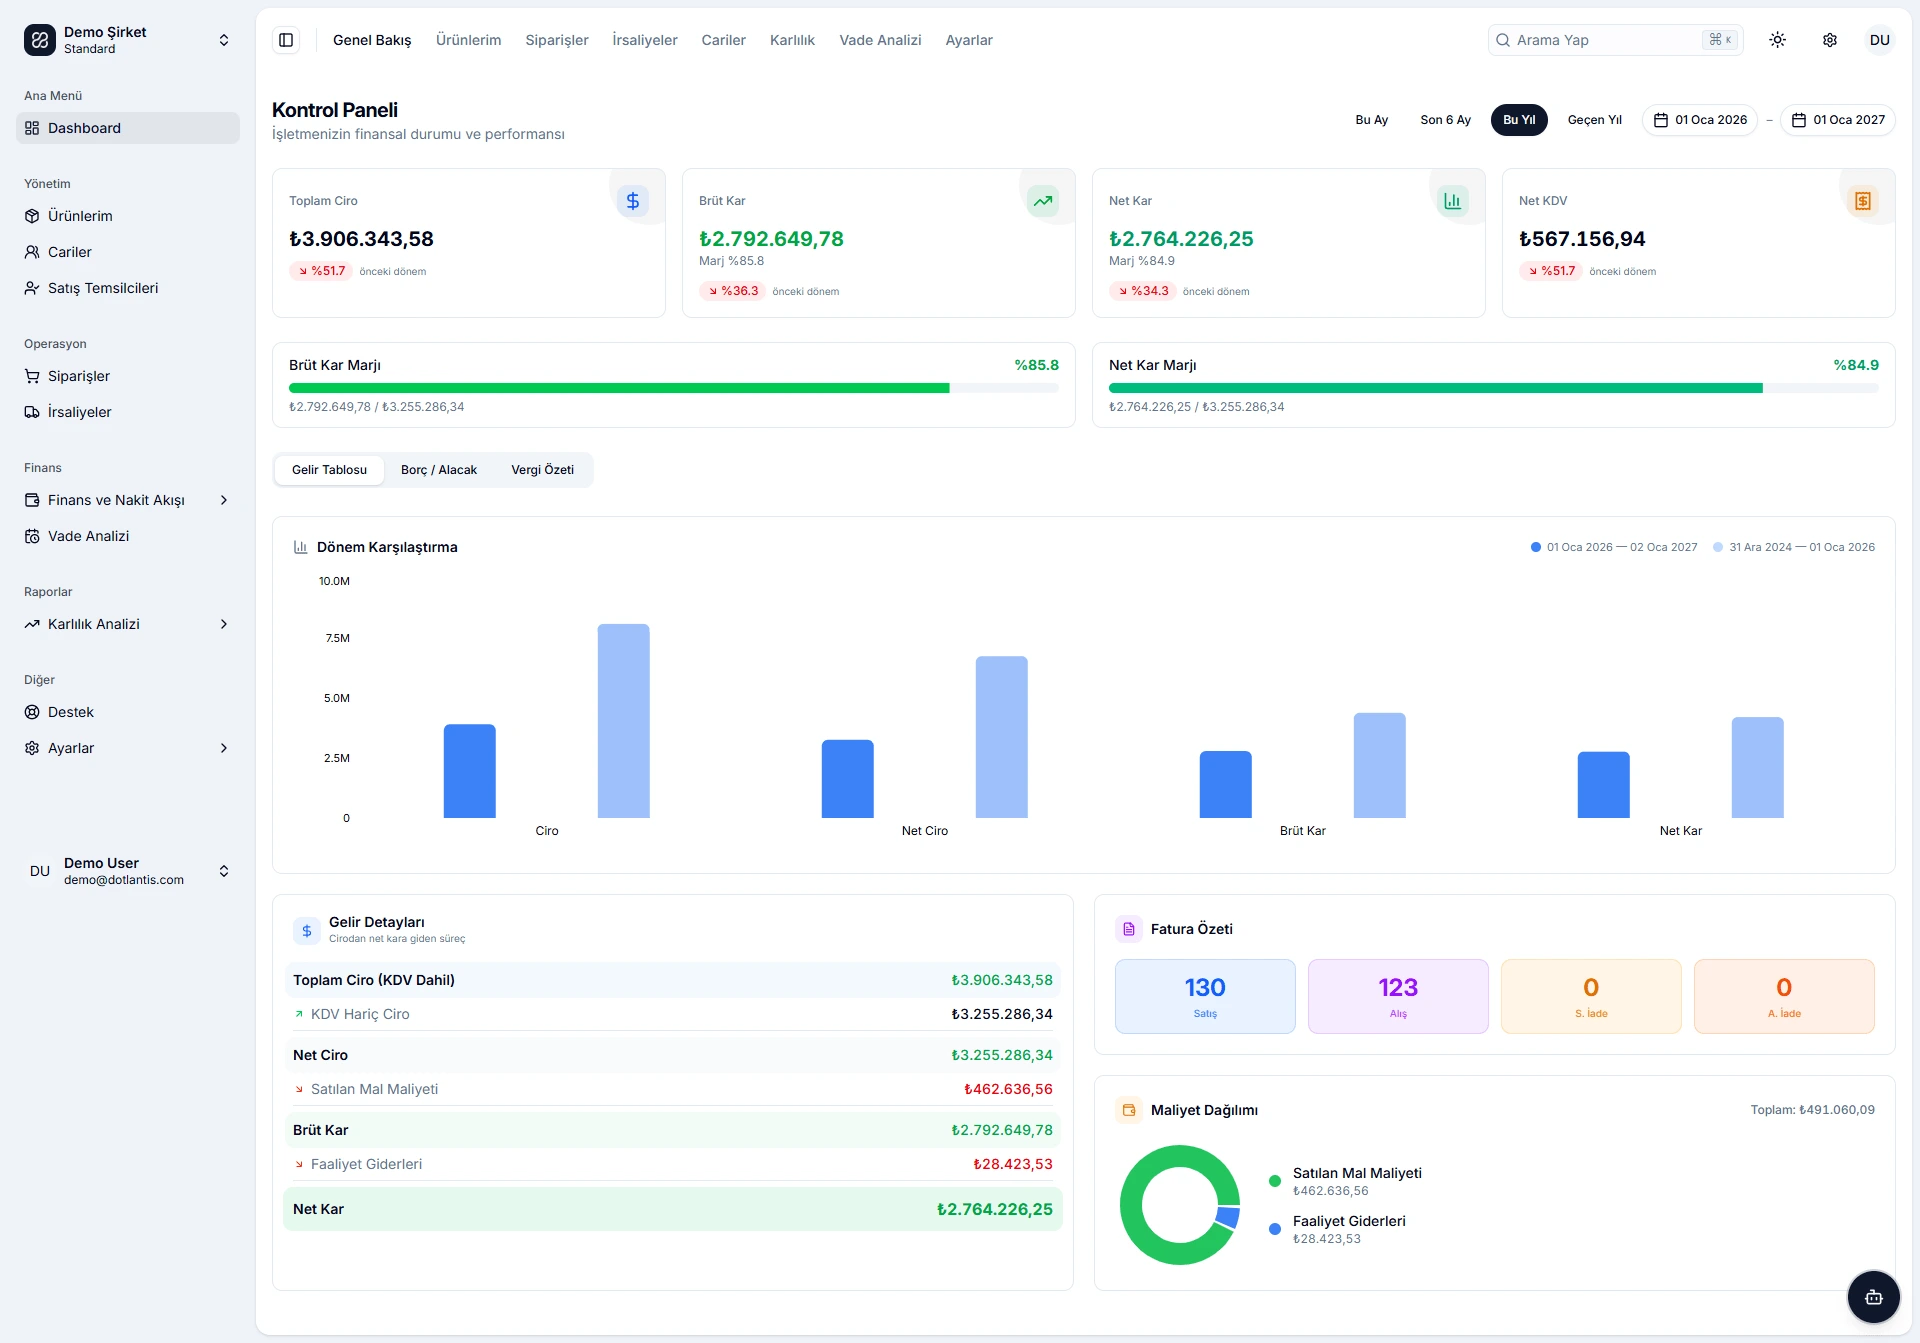 Demo Şirket
Standard
Ana Menü
Dashboard
Yönetim
Ürünlerim
Cariler
Satış Temsilcileri
Operasyon
Siparişler
İrsaliyeler
Finans
Finans ve Nakit Akışı
Vade Analizi
Raporlar
Karlılık Analizi
Diğer
Destek
Ayarlar
DU
Demo User
demo@dotlantis.com
Genel Bakış Ürünlerim Siparişler İrsaliyeler Cariler Karlılık Vade Analizi Ayarlar
Arama Yap ⌘ K
DU
Kontrol Paneli
İşletmenizin finansal durumu ve performansı
Bu Ay Son 6 Ay Bu Yıl Geçen Yıl 01 Oca 2026 – 01 Oca 2027
Toplam Ciro
₺3.906.343,58
%51.7 önceki dönem
Brüt Kar
₺2.792.649,78
Marj %85.8
%36.3 önceki dönem
Net Kar
₺2.764.226,25
Marj %84.9
%34.3 önceki dönem
Net KDV
₺567.156,94
%51.7 önceki dönem
Brüt Kar Marjı %85.8
₺2.792.649,78 / ₺3.255.286,34
Net Kar Marjı %84.9
₺2.764.226,25 / ₺3.255.286,34
Gelir Tablosu Borç / Alacak Vergi Özeti
Dönem Karşılaştırma
01 Oca 2026 — 02 Oca 2027 31 Ara 2024 — 01 Oca 2026
10.0M
7.5M
5.0M
2.5M
0
Ciro Net Ciro Brüt Kar Net Kar
Gelir Detayları
Cirodan net kara giden süreç
Toplam Ciro (KDV Dahil) ₺3.906.343,58
KDV Hariç Ciro ₺3.255.286,34
Net Ciro ₺3.255.286,34
Satılan Mal Maliyeti ₺462.636,56
Brüt Kar ₺2.792.649,78
Faaliyet Giderleri ₺28.423,53
Net Kar ₺2.764.226,25
Fatura Özeti
130
Satış
123
Alış
0
S. İade
0
A. İade
Maliyet Dağılımı Toplam: ₺491.060,09
Satılan Mal Maliyeti
₺462.636,56
Faaliyet Giderleri
₺28.423,53